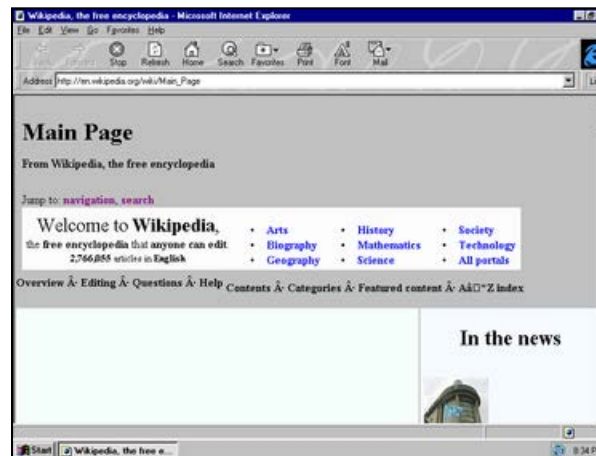 Wikipedia, the free encyclopedia - Microsoft Internet Explorer
File Edit View Go Favorites Help
Stop Refresh Home Search Favorites Print Font Mail
Address http://en.wikipedia.org/wiki/Main_Page
Main Page
From Wikipedia, the free encyclopedia
Jump to: navigation, search
Welcome to Wikipedia,
the free encyclopedia that anyone can edit.
2,766,055 articles in English
• Arts
• Biography
• Geography
• History
• Mathematics
• Science
• Society
• Technology
• All portals
Overview Â· Editing Â· Questions Â· Help
Contents Â· Categories Â· Featured content Â· Aâ□“Z index
In the news
Start Wikipedia, the free e...
8:34 P